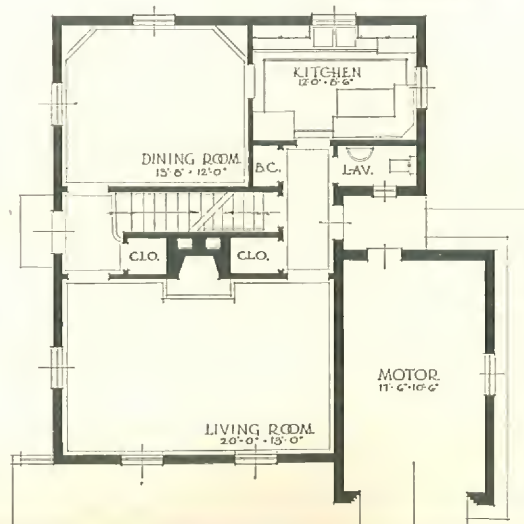 KITCHEN
12'-0" × 8'-6"
DINING ROOM
13'-8" × 12'-0"
B.C.
LAV.
CLO.
CLO.
MOTOR
17'-6" × 10'-6"
LIVING ROOM
20'-0" × 13'-0"